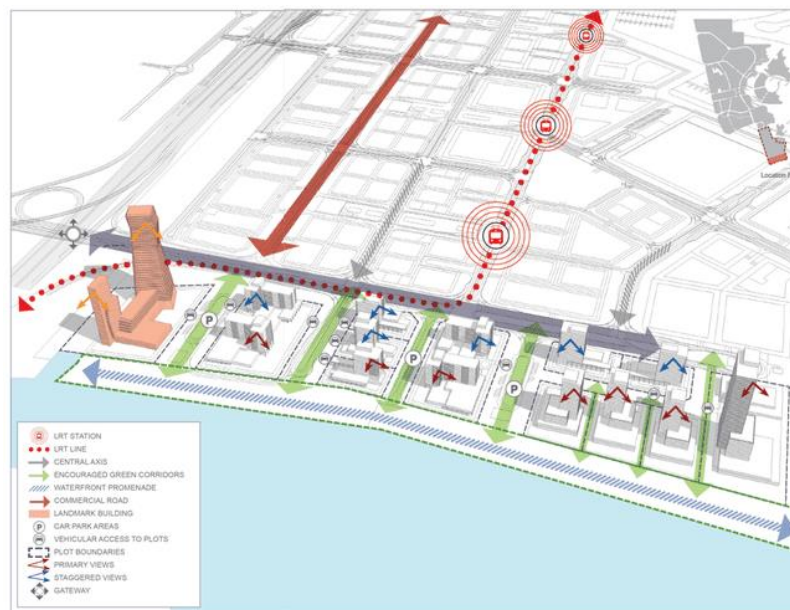 Location
P
P
P
LRT STATION
LRT LINE
CENTRAL AXIS
ENCOURAGED GREEN CORRIDORS
WATERFRONT PROMENADE
COMMERCIAL ROAD
LANDMARK BUILDING
P CAR PARK AREAS
VEHICULAR ACCESS TO PLOTS
PLOT BOUNDARIES
PRIMARY VIEWS
STAGGERED VIEWS
GATEWAY